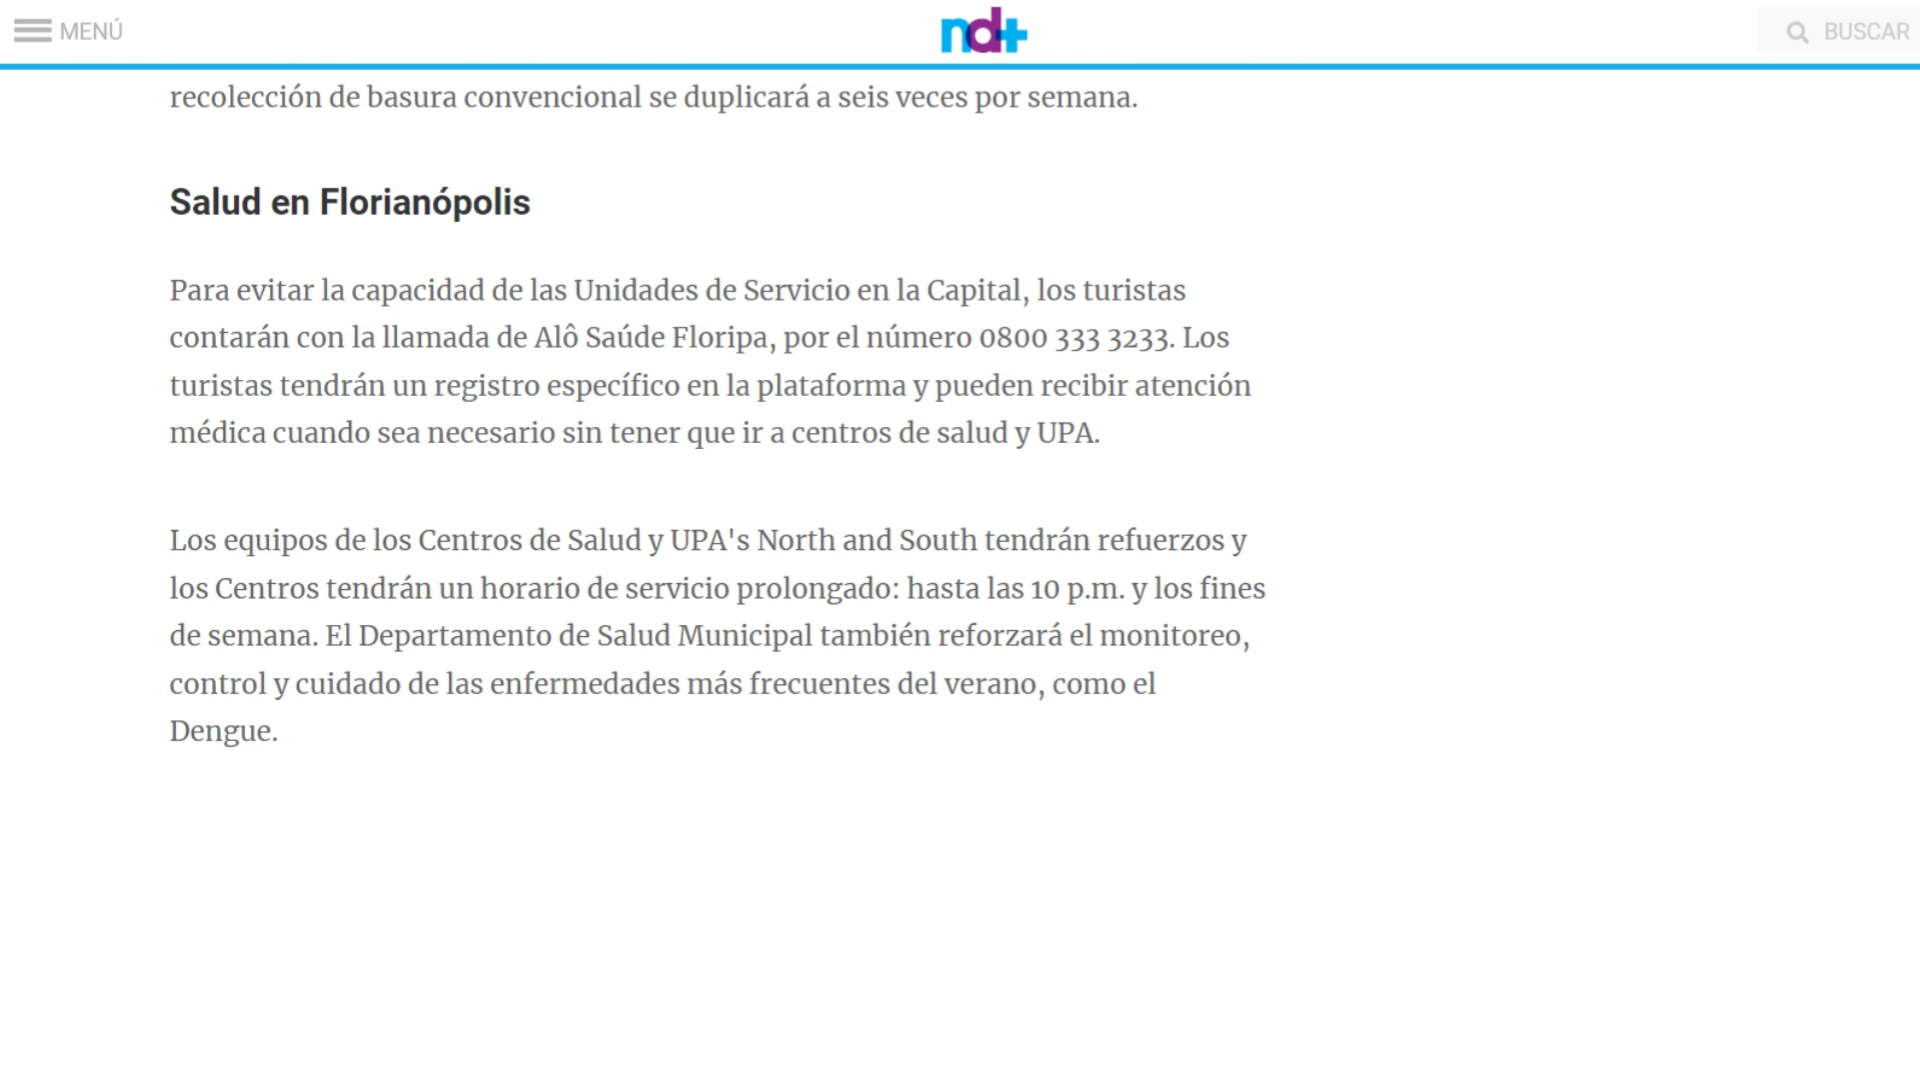 MENÚ
nd+
BUSCAR
recolección de basura convencional se duplicará a seis veces por semana.
Salud en Florianópolis
Para evitar la capacidad de las Unidades de Servicio en la Capital, los turistas
contarán con la llamada de Alô Saúde Floripa, por el número 0800 333 3233. Los
turistas tendrán un registro específico en la plataforma y pueden recibir atención
médica cuando sea necesario sin tener que ir a centros de salud y UPA.
Los equipos de los Centros de Salud y UPA's North and South tendrán refuerzos y
los Centros tendrán un horario de servicio prolongado: hasta las 10 p.m. y los fines
de semana. El Departamento de Salud Municipal también reforzará el monitoreo,
control y cuidado de las enfermedades más frecuentes del verano, como el
Dengue.